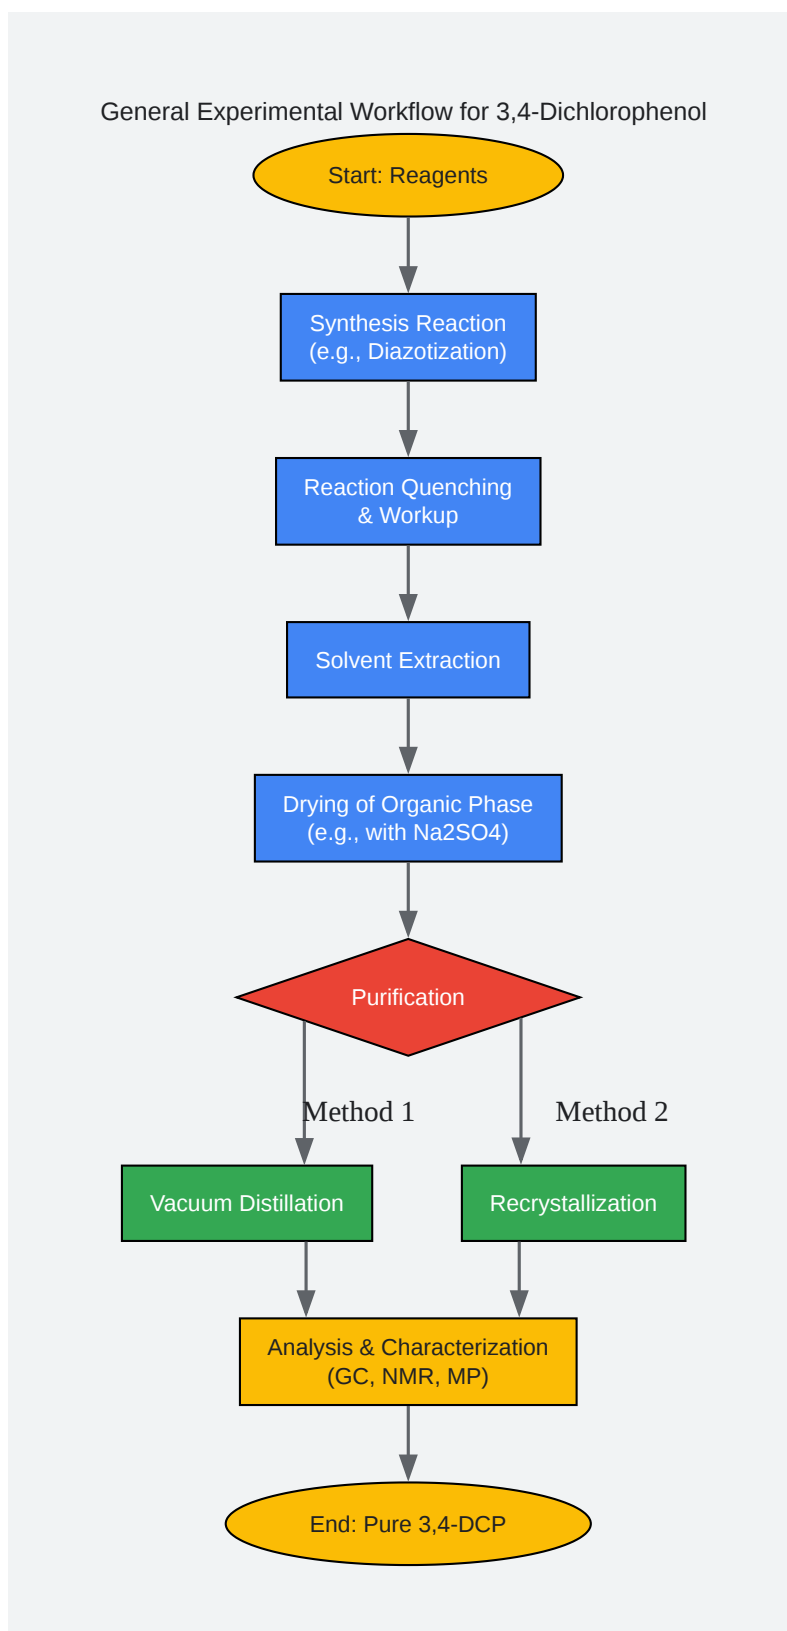 General Experimental Workflow for 3,4-Dichlorophenol
Start: Reagents
Synthesis Reaction
(e.g., Diazotization)
Reaction Quenching
& Workup
Solvent Extraction
Drying of Organic Phase
(e.g., with Na2SO4)
Purification
Method 1
Method 2
Vacuum Distillation
Recrystallization
Analysis & Characterization
(GC, NMR, MP)
End: Pure 3,4-DCP